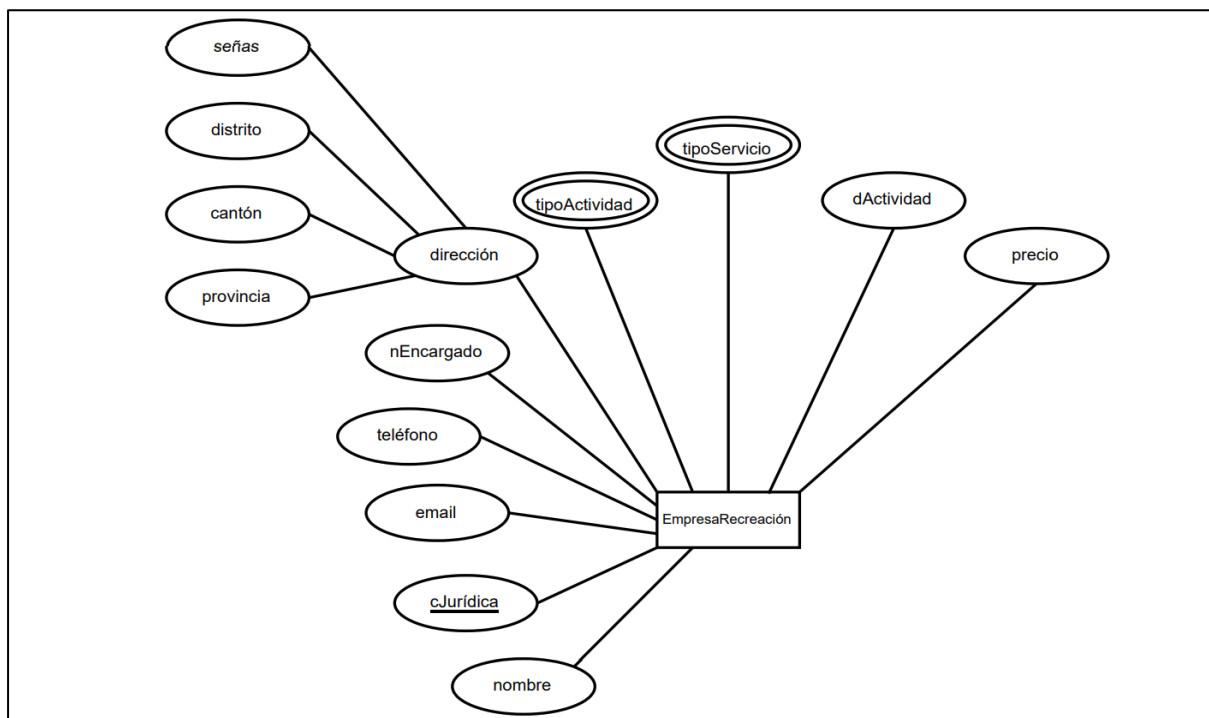 señas
distrito
tipoServicio
tipoActividad
dActividad
cantón
dirección
precio
provincia
nEncargado
teléfono
email
EmpresaRecreación
cJurídica
nombre